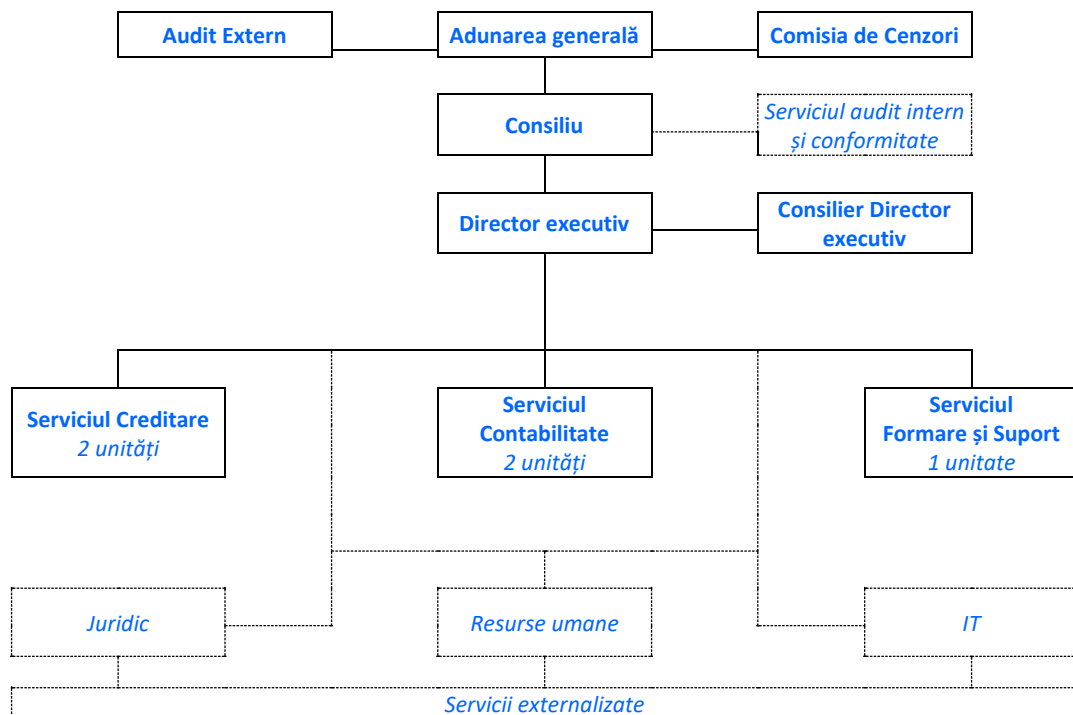 Audit Extern
Adunarea generală
Comisia de Cenzori
Consiliu
Serviciul audit intern
și conformitate
Director executiv
Consilier Director
executiv
Serviciul Creditare
2 unități
Serviciul
Contabilitate
2 unități
Serviciul
Formare și Suport
1 unitate
Juridic
Resurse umane
IT
Servicii externalizate